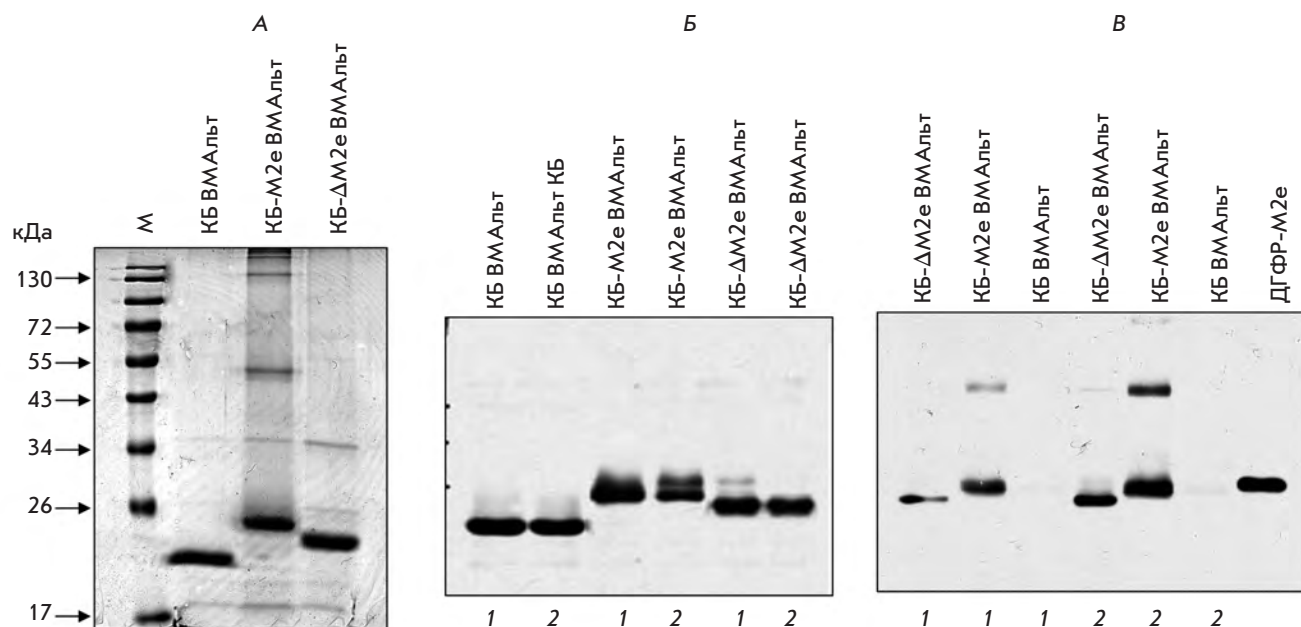 А
Б
В
кДа
М
КБ ВМАльт
КБ-М2е ВМАльт
КБ-ΔМ2е ВМАльт
130
72
55
43
34
26
17
КБ ВМАльт
КБ ВМАльт КБ
КБ-М2е ВМАльт
КБ-М2е ВМАльт
КБ-ΔМ2е ВМАльт
КБ-ΔМ2е ВМАльт
1 2 1 2 1 2
КБ-ΔМ2е ВМАльт
КБ-М2е ВМАльт
КБ ВМАльт
КБ-ΔМ2е ВМАльт
КБ-М2е ВМАльт
КБ ВМАльт
ДГФР-М2е
1 1 1 2 2 2